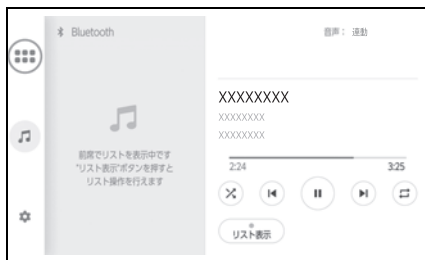 Bluetooth
音声： 連動
前席でリストを表示中です
"リスト表示"ボタンを押すと
リスト操作を行えます
XXXXXXXX
XXXXXXXX
XXXXXXXX
2:24
3:25
リスト表示